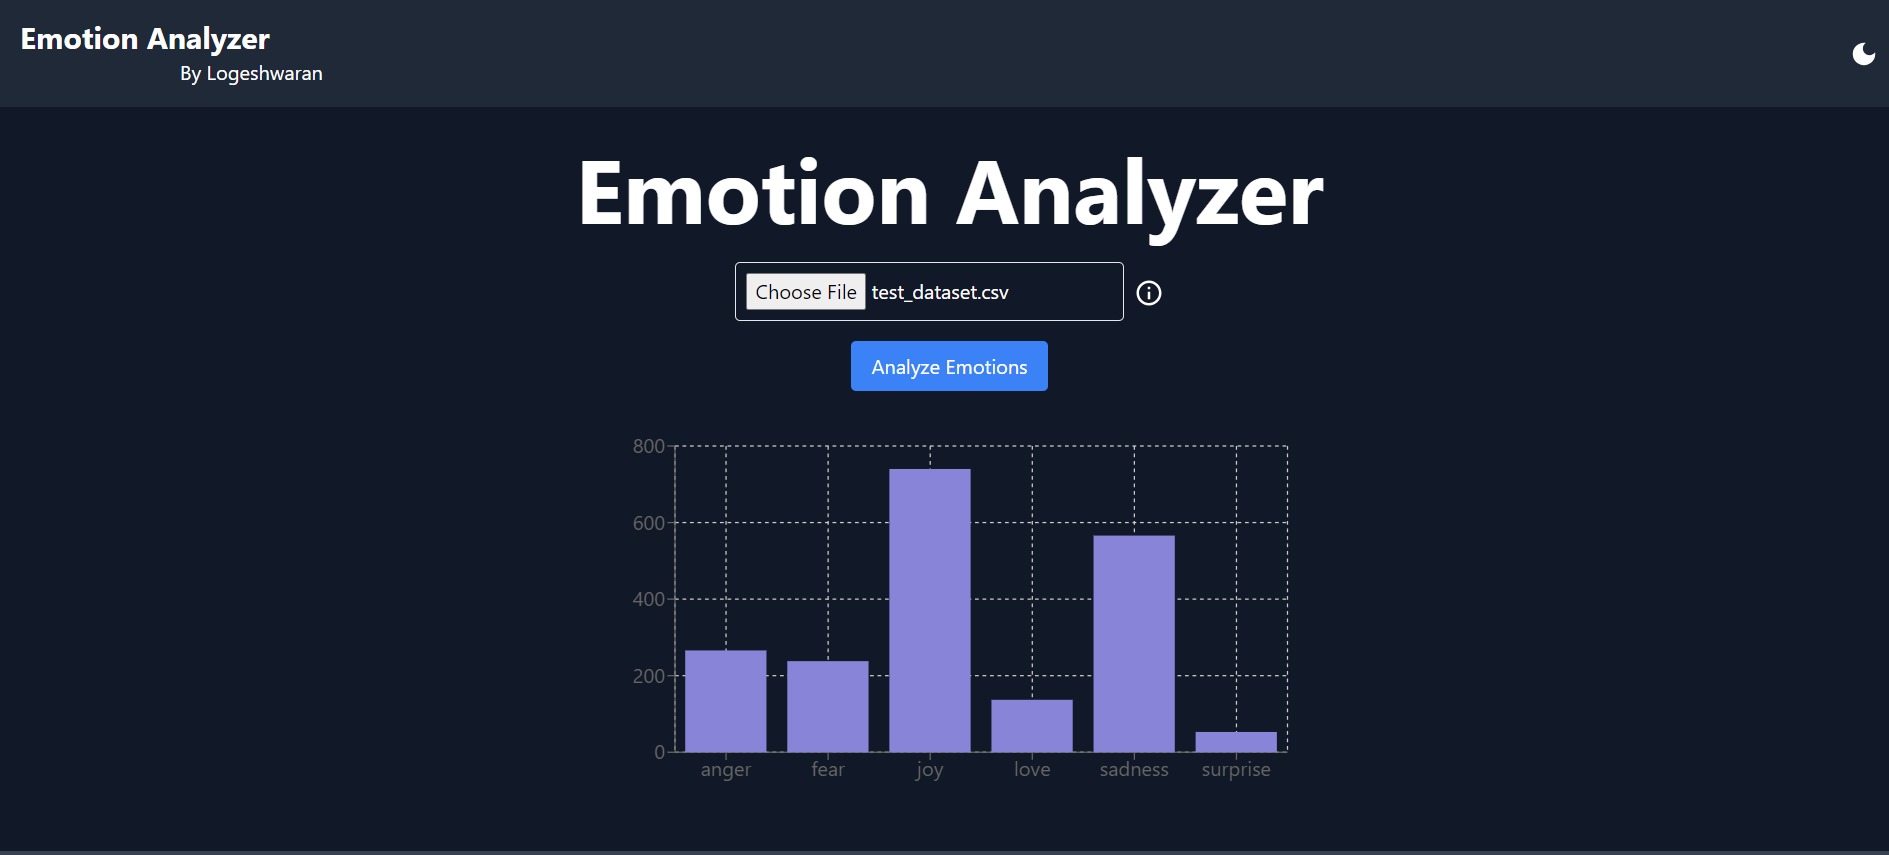 Emotion Analyzer
By Logeshwaran
Emotion Analyzer
Choose File test_dataset.csv
Analyze Emotions
800
600
400
200
0
anger fear joy love sadness surprise